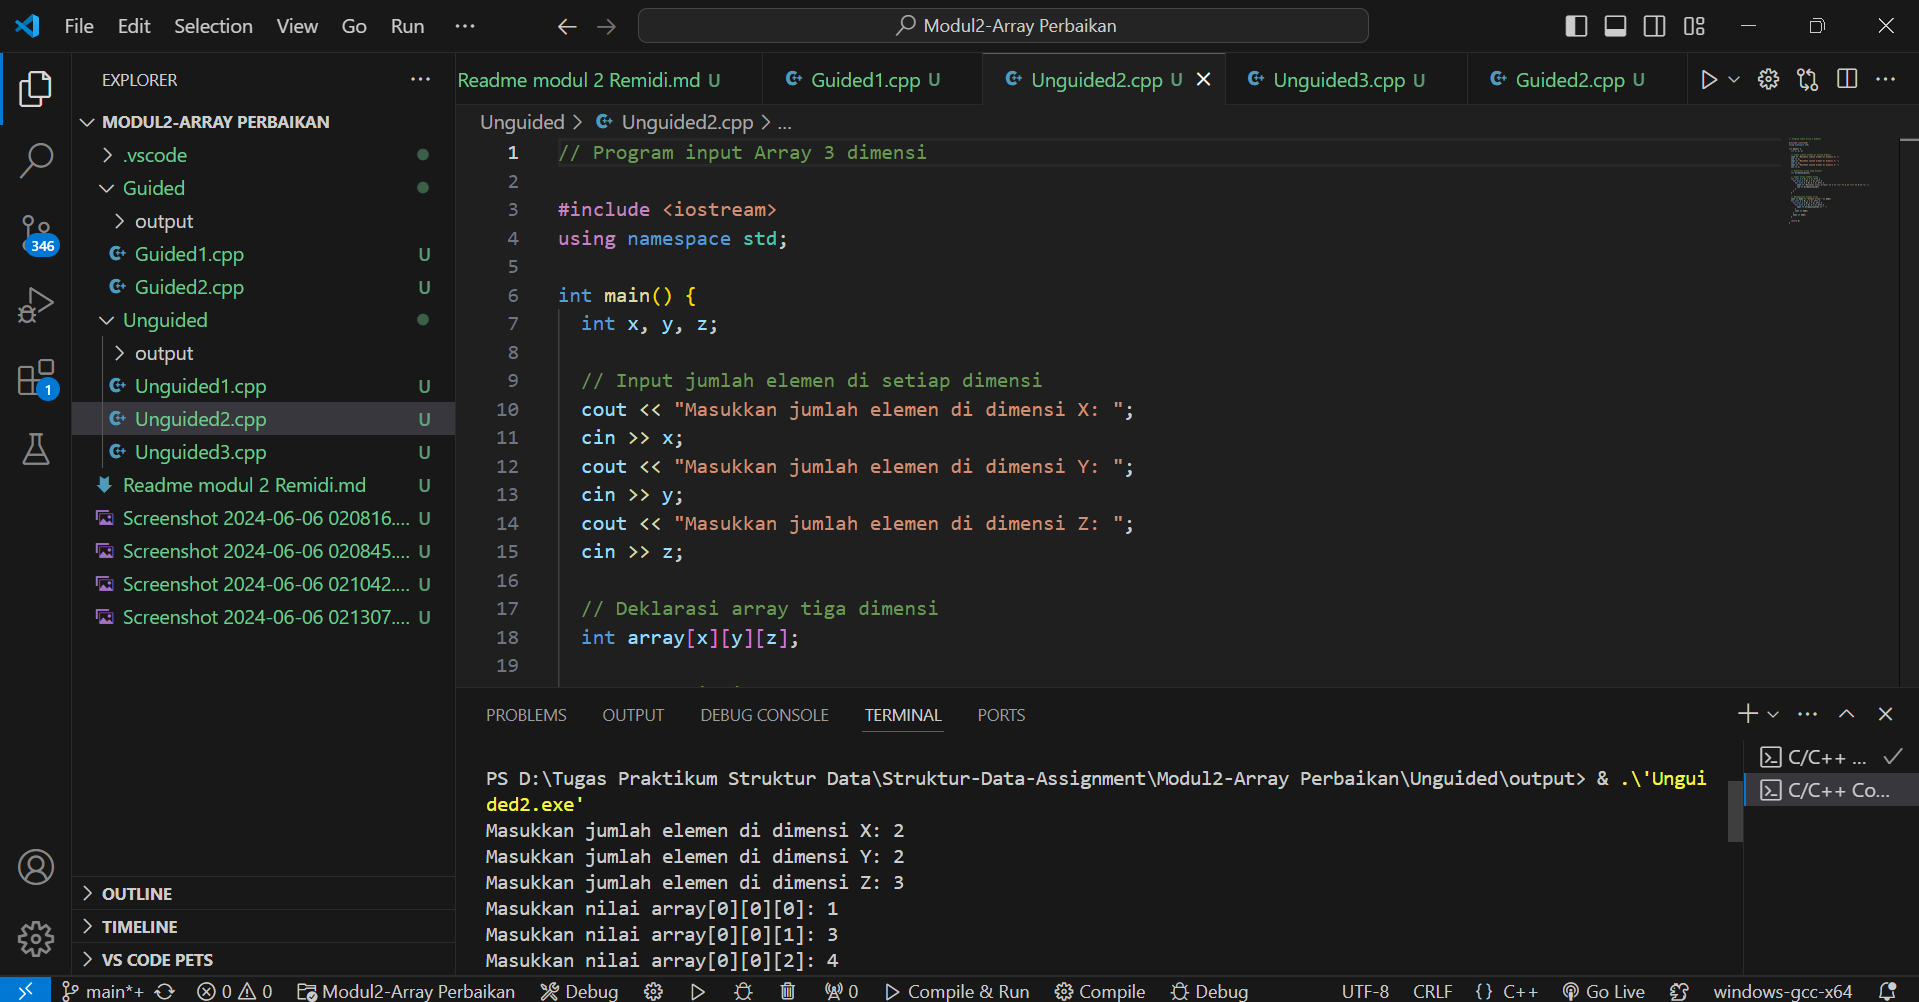 File Edit Selection View Go Run ···
Modul2-Array Perbaikan
EXPLORER ···
MODUL2-ARRAY PERBAIKAN
.vscode
Guided
output
Guided1.cpp U
Guided2.cpp U
Unguided
output
Unguided1.cpp U
Unguided2.cpp U
Unguided3.cpp U
Readme modul 2 Remidi.md U
Screenshot 2024-06-06 020816.... U
Screenshot 2024-06-06 020845.... U
Screenshot 2024-06-06 021042.... U
Screenshot 2024-06-06 021307.... U
OUTLINE
TIMELINE
VS CODE PETS
346
1
Readme modul 2 Remidi.md U Guided1.cpp U Unguided2.cpp U Unguided3.cpp U Guided2.cpp U
Unguided > Unguided2.cpp > ...
1 // Program input Array 3 dimensi
2
3 #include <iostream>
4 using namespace std;
5
6 int main() {
7 int x, y, z;
8
9 // Input jumlah elemen di setiap dimensi
10 cout << "Masukkan jumlah elemen di dimensi X: ";
11 cin >> x;
12 cout << "Masukkan jumlah elemen di dimensi Y: ";
13 cin >> y;
14 cout << "Masukkan jumlah elemen di dimensi Z: ";
15 cin >> z;
16
17 // Deklarasi array tiga dimensi
18 int array[x][y][z];
19
PROBLEMS OUTPUT DEBUG CONSOLE TERMINAL PORTS
PS D:\Tugas Praktikum Struktur Data\Struktur-Data-Assignment\Modul2-Array Perbaikan\Unguided\output> & .\'Ungui
ded2.exe'
Masukkan jumlah elemen di dimensi X: 2
Masukkan jumlah elemen di dimensi Y: 2
Masukkan jumlah elemen di dimensi Z: 3
Masukkan nilai array[0][0][0]: 1
Masukkan nilai array[0][0][1]: 3
Masukkan nilai array[0][0][2]: 4
C/C++ ...
C/C++ Co...
main*+ 0 0 Modul2-Array Perbaikan Debug 0 Compile & Run Compile Debug UTF-8 CRLF {} C++ Go Live windows-gcc-x64